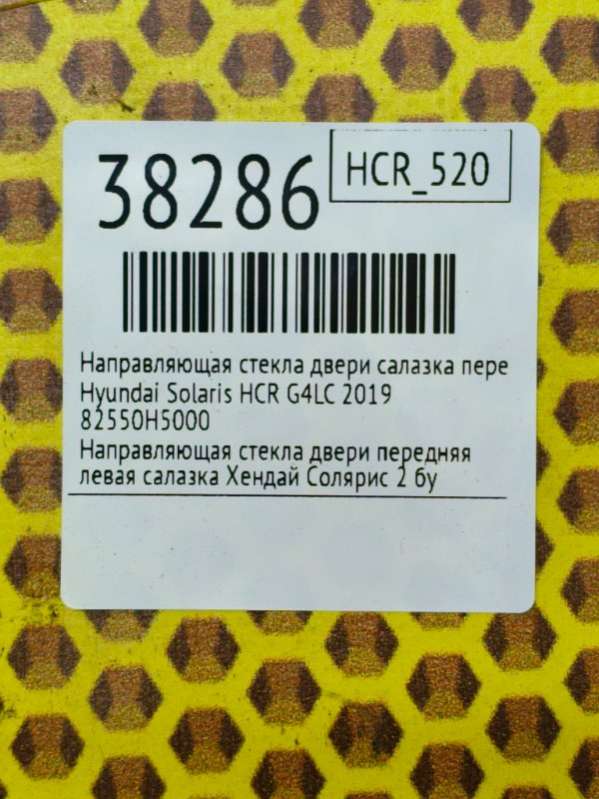 38286
HCR_520
Направляющая стекла двери салазка пере
Hyundai Solaris HCR G4LC 2019
82550H5000
Направляющая стекла двери передняя
левая салазка Хендай Солярис 2 бу